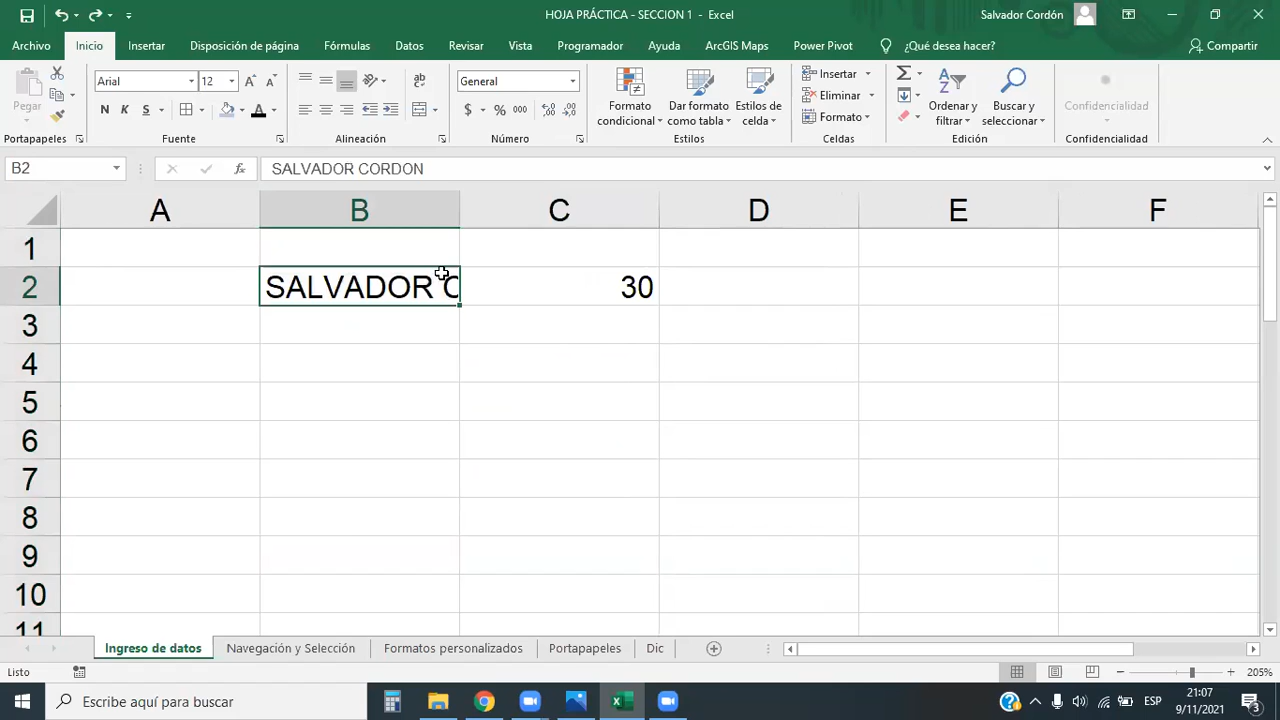 HOJA PRÁCTICA - SECCION 1 - Excel
Salvador Cordón
Archivo Inicio Insertar Disposición de página Fórmulas Datos Revisar Vista Programador Ayuda ArcGIS Maps Power Pivot ¿Qué desea hacer? Compartir
Pegar
Arial 12
N K S A
ab
General
$ % 000
Formato condicional
Dar formato como tabla
Estilos de celda
Insertar
Eliminar
Formato
Ordenar y filtrar
Buscar y seleccionar
Confidencialidad
Portapapeles Fuente Alineación Número Estilos Celdas Edición Confidencialidad
B2 fx SALVADOR CORDON
A B C D E F
1
2 SALVADOR C 30
3
4
5
6
7
8
9
10
11
Ingreso de datos Navegación y Selección Formatos personalizados Portapapeles Dic
Listo 205%
Escribe aquí para buscar
ESP
21:07
9/11/2021
3